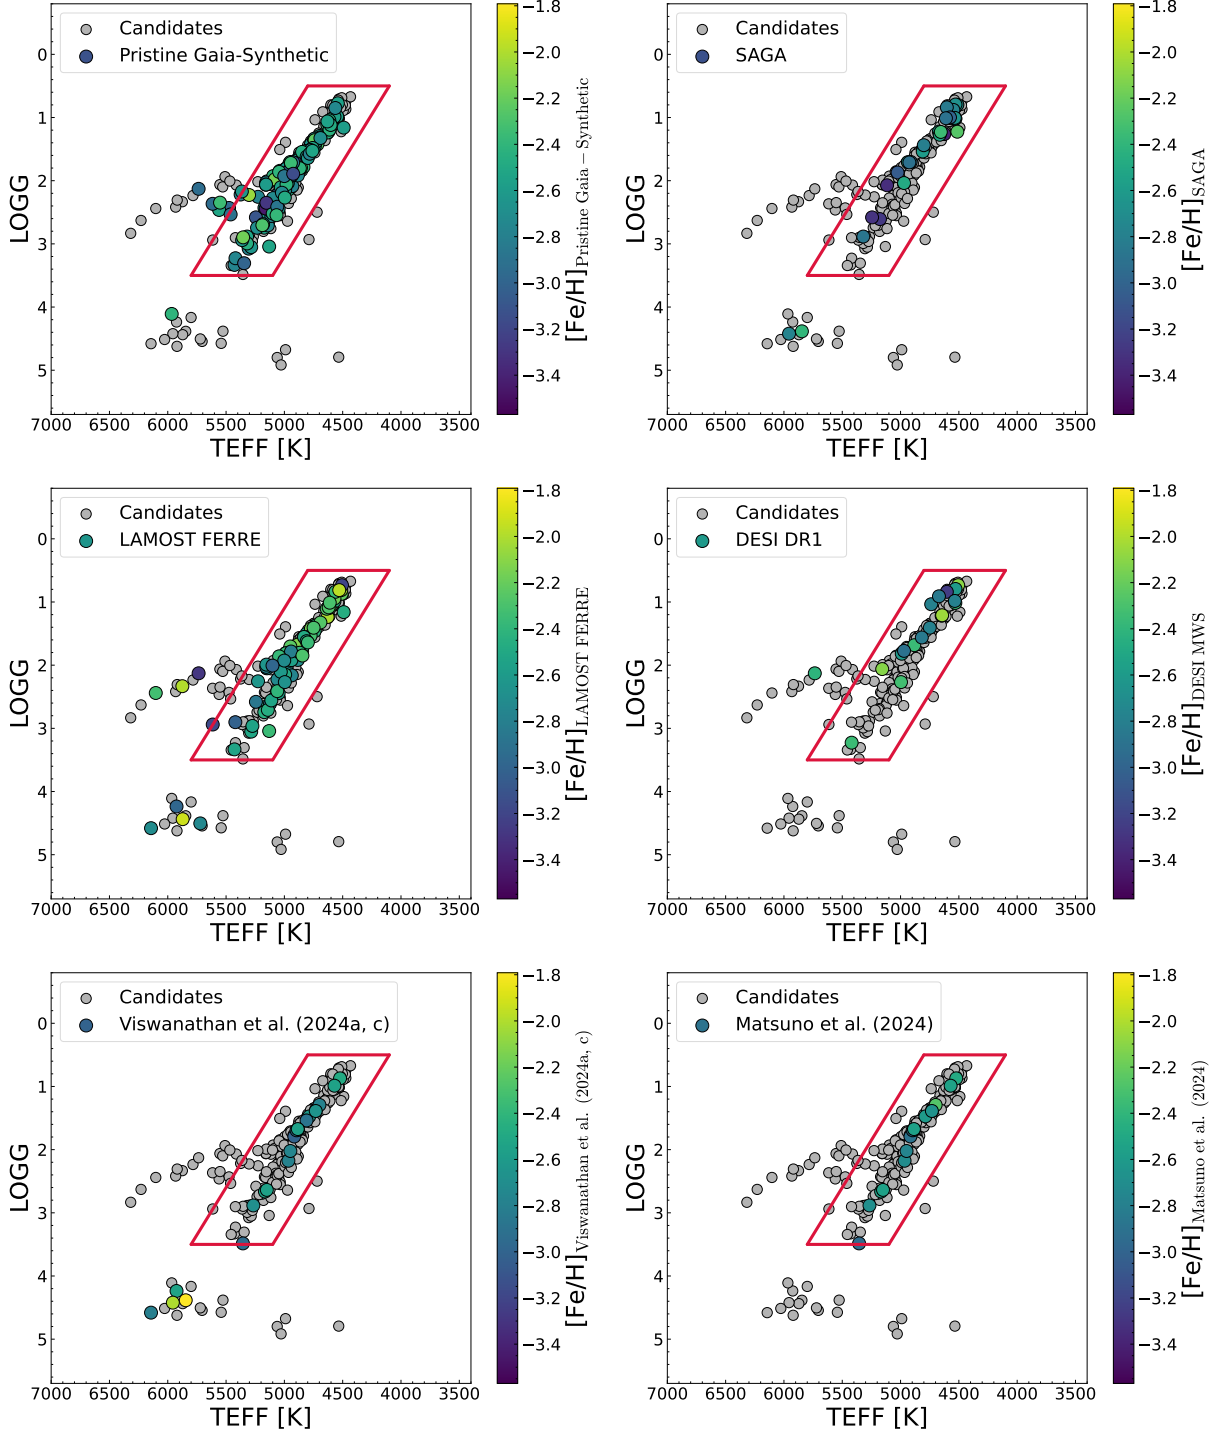 Candidates
Pristine Gaia-Synthetic
LOGG
0
1
2
3
4
5
7000 6500 6000 5500 5000 4500 4000 3500
TEFF [K]
−1.8
−2.0
−2.2
−2.4
−2.6
−2.8
−3.0
−3.2
−3.4
[Fe/H]Pristine Gaia − Synthetic
Candidates
SAGA
LOGG
0
1
2
3
4
5
7000 6500 6000 5500 5000 4500 4000 3500
TEFF [K]
−1.8
−2.0
−2.2
−2.4
−2.6
−2.8
−3.0
−3.2
−3.4
[Fe/H]SAGA
Candidates
LAMOST FERRE
LOGG
0
1
2
3
4
5
7000 6500 6000 5500 5000 4500 4000 3500
TEFF [K]
−1.8
−2.0
−2.2
−2.4
−2.6
−2.8
−3.0
−3.2
−3.4
[Fe/H]LAMOST FERRE
Candidates
DESI DR1
LOGG
0
1
2
3
4
5
7000 6500 6000 5500 5000 4500 4000 3500
TEFF [K]
−1.8
−2.0
−2.2
−2.4
−2.6
−2.8
−3.0
−3.2
−3.4
[Fe/H]DESI MWS
Candidates
Viswanathan et al. (2024a, c)
LOGG
0
1
2
3
4
5
7000 6500 6000 5500 5000 4500 4000 3500
TEFF [K]
−1.8
−2.0
−2.2
−2.4
−2.6
−2.8
−3.0
−3.2
−3.4
[Fe/H]Viswanathan et al. (2024a, c)
Candidates
Matsuno et al. (2024)
LOGG
0
1
2
3
4
5
7000 6500 6000 5500 5000 4500 4000 3500
TEFF [K]
−1.8
−2.0
−2.2
−2.4
−2.6
−2.8
−3.0
−3.2
−3.4
[Fe/H]Matsuno et al. (2024)